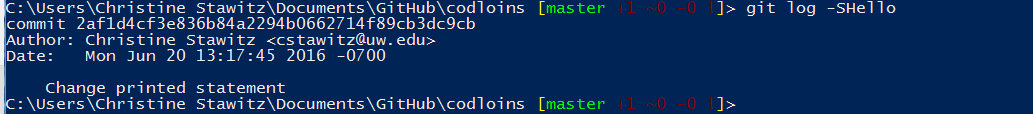 C:\Users\Christine Stawitz\Documents\GitHub\codloins [master +1 ~0 -0 !]> git log -SHello
commit 2af1d4cf3e836b84a2294b0662714f89cb3dc9cb
Author: Christine Stawitz <cstawitz@uw.edu>
Date:   Mon Jun 20 13:17:45 2016 -0700
    Change printed statement
C:\Users\Christine Stawitz\Documents\GitHub\codloins [master +1 ~0 -0 !]>